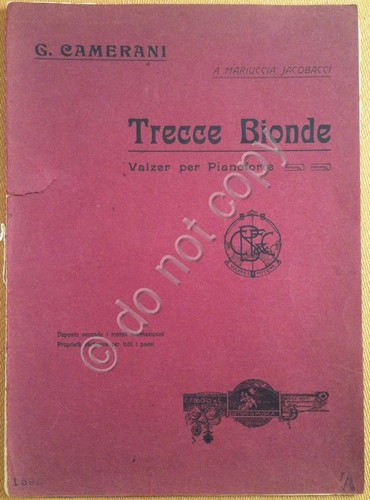 G. CAMERANI
A MARIUCCIA JACOBACCI
Trecce Bionde
Valzer per Pianoforte
© do not copy
Deposto secondo i trattati internazionali
Proprietà per tutti i paesi